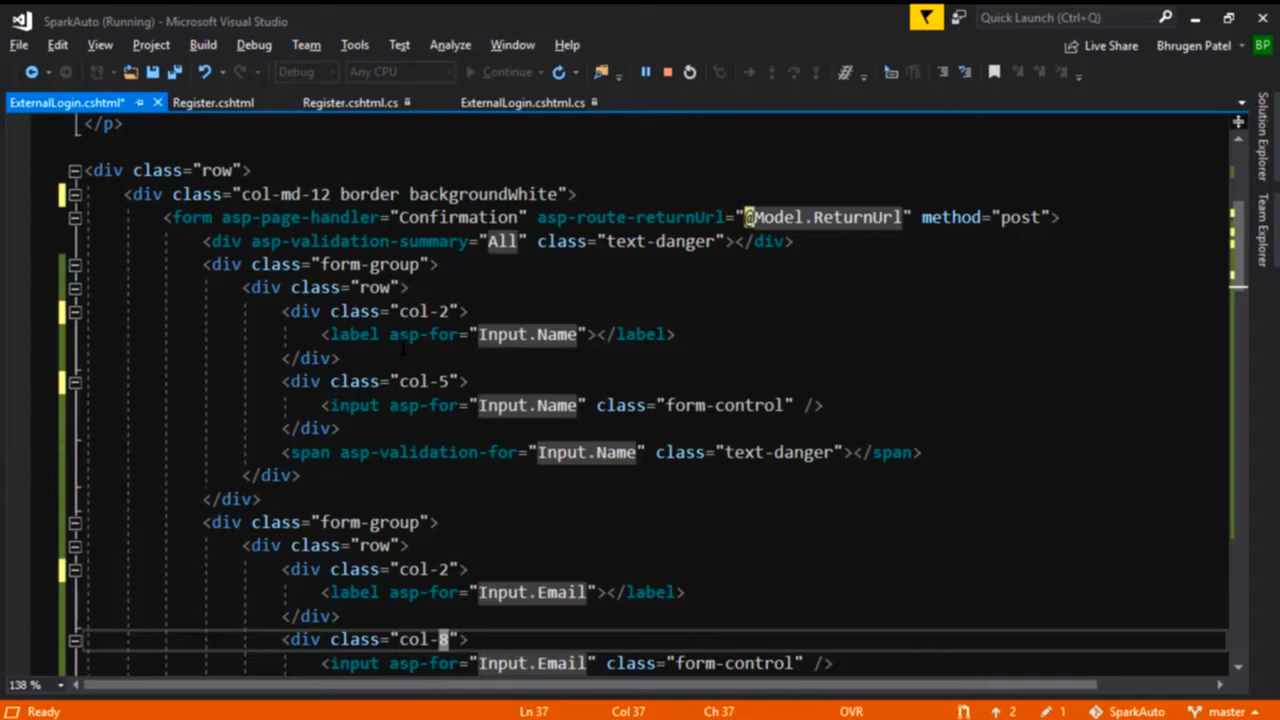 SparkAuto (Running) - Microsoft Visual Studio
Quick Launch (Ctrl+Q)
File Edit View Project Build Debug Team Tools Test Analyze Window Help
Live Share Bhrugen Patel BP
Debug Any CPU Continue
ExternalLogin.cshtml* Register.cshtml Register.cshtml.cs ExternalLogin.cshtml.cs
</p>
<div class="row">
<div class="col-md-12 border backgroundWhite">
<form asp-page-handler="Confirmation" asp-route-returnUrl="@Model.ReturnUrl" method="post">
<div asp-validation-summary="All" class="text-danger"></div>
<div class="form-group">
<div class="row">
<div class="col-2">
<label asp-for="Input.Name"></label>
</div>
<div class="col-5">
<input asp-for="Input.Name" class="form-control" />
</div>
<span asp-validation-for="Input.Name" class="text-danger"></span>
</div>
</div>
<div class="form-group">
<div class="row">
<div class="col-2">
<label asp-for="Input.Email"></label>
</div>
<div class="col-8">
<input asp-for="Input.Email" class="form-control" />
138 %
Ready Ln 37 Col 37 Ch 37 OVR 2 1 SparkAuto master
Solution Explorer
Team Explorer